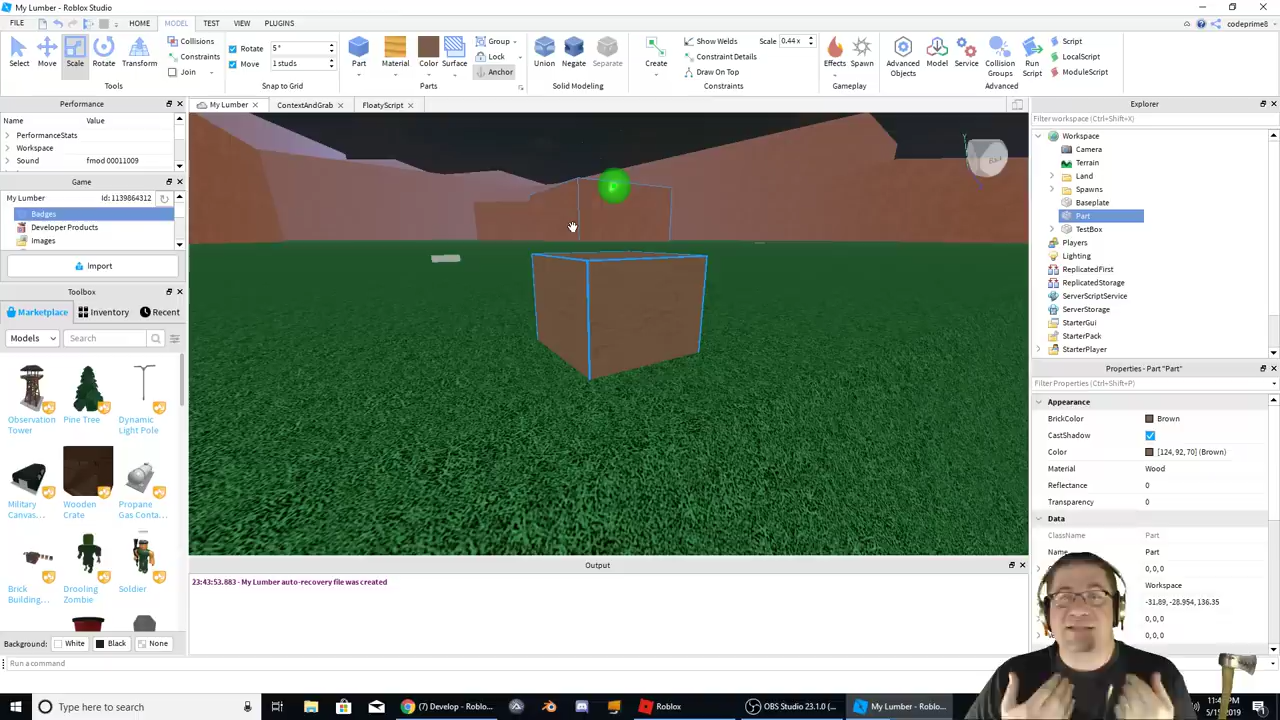 My Lumber - Roblox Studio
FILE HOME MODEL TEST VIEW PLUGINS codeprime8
Select Move Scale Rotate Transform
Collisions
Constraints
Join
Tools
Rotate 5°
Move 1 studs
Snap to Grid
Part Material Color Surface
Group
Lock
Anchor
Parts
Union Negate Separate
Solid Modeling
Create
Show Welds Scale 0.44x
Constraint Details
Draw On Top
Constraints
Effects Spawn
Gameplay
Advanced Objects Model Service Collision Groups Run Script
Script
LocalScript
ModuleScript
Advanced
Performance
Name Value
PerformanceStats
Workspace
Sound fmod 00011009
Game
My Lumber Id: 1139864312
Badges
Developer Products
Images
Import
Toolbox
Marketplace Inventory Recent
Models Search
Observation Tower
Pine Tree
Dynamic Light Pole
Military Canvas...
Wooden Crate
Propane Gas Conta...
Brick Building...
Drooling Zombie
Soldier
Background: White Black None
Run a command
My Lumber ContextAndGrab FloatyScript
Back
Output
23:43:53.883 - My Lumber auto-recovery file was created
Explorer
Filter workspace (Ctrl+Shift+X)
Workspace
Camera
Terrain
Land
Spawns
Baseplate
Part
TestBox
Players
Lighting
ReplicatedFirst
ReplicatedStorage
ServerScriptService
ServerStorage
StarterGui
StarterPack
StarterPlayer
Properties - Part "Part"
Filter Properties (Ctrl+Shift+P)
Appearance
BrickColor Brown
CastShadow
Color [124, 92, 70] (Brown)
Material Wood
Reflectance 0
Transparency 0
Data
ClassName Part
Name Part
0, 0, 0
Workspace
-31.89, -28.954, 136.35
0, 0, 0
0, 0, 0
Type here to search
(7) Develop - Roblo...
Roblox
OBS Studio 23.1.0 (...
My Lumber - Roblo...